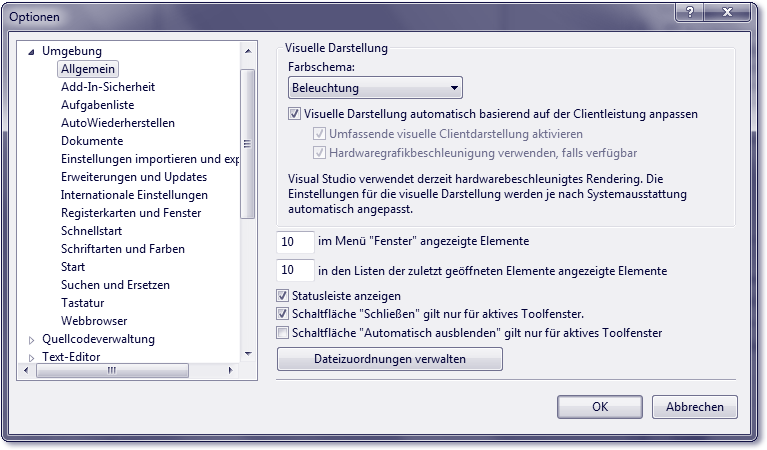 Optionen
Umgebung
Allgemein
Add-In-Sicherheit
Aufgabenliste
AutoWiederherstellen
Dokumente
Einstellungen importieren und exp
Erweiterungen und Updates
Internationale Einstellungen
Registerkarten und Fenster
Schnellstart
Schriftarten und Farben
Start
Suchen und Ersetzen
Tastatur
Webbrowser
Quellcodeverwaltung
Text-Editor
Visuelle Darstellung
Farbschema:
Beleuchtung
Visuelle Darstellung automatisch basierend auf der Clientleistung anpassen
Umfassende visuelle Clientdarstellung aktivieren
Hardwaregrafikbeschleunigung verwenden, falls verfügbar
Visual Studio verwendet derzeit hardwarebeschleunigtes Rendering. Die
Einstellungen für die visuelle Darstellung werden je nach Systemausstattung
automatisch angepasst.
10 im Menü "Fenster" angezeigte Elemente
10 in den Listen der zuletzt geöffneten Elemente angezeigte Elemente
Statusleiste anzeigen
Schaltfläche "Schließen" gilt nur für aktives Toolfenster.
Schaltfläche "Automatisch ausblenden" gilt nur für aktives Toolfenster
Dateizuordnungen verwalten
OK
Abbrechen